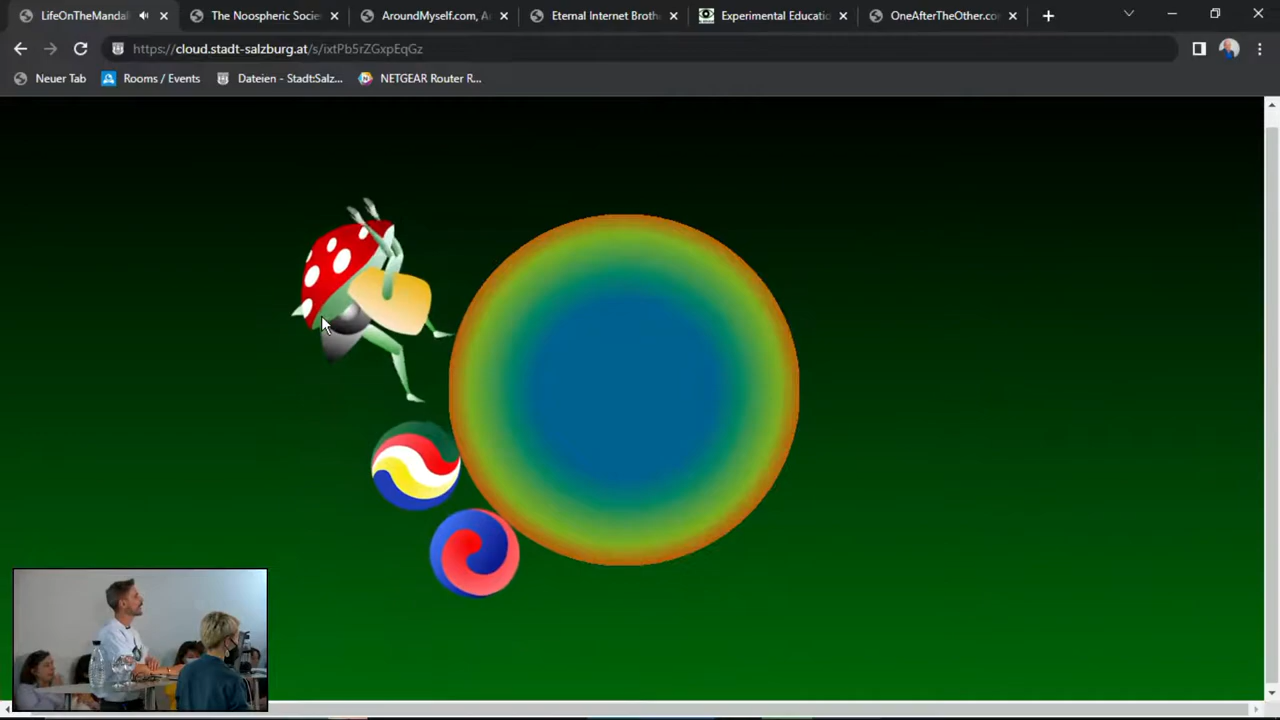 LifeOnTheMandal
The Noospheric Socie
AroundMyself.com, A
Eternal Internet Broth
Experimental Educatio
OneAfterTheOther.co
https://cloud.stadt-salzburg.at/s/ixtPb5rZGxpEqGz
Neuer Tab
Rooms / Events
Dateien - Stadt:Salz...
NETGEAR Router R...